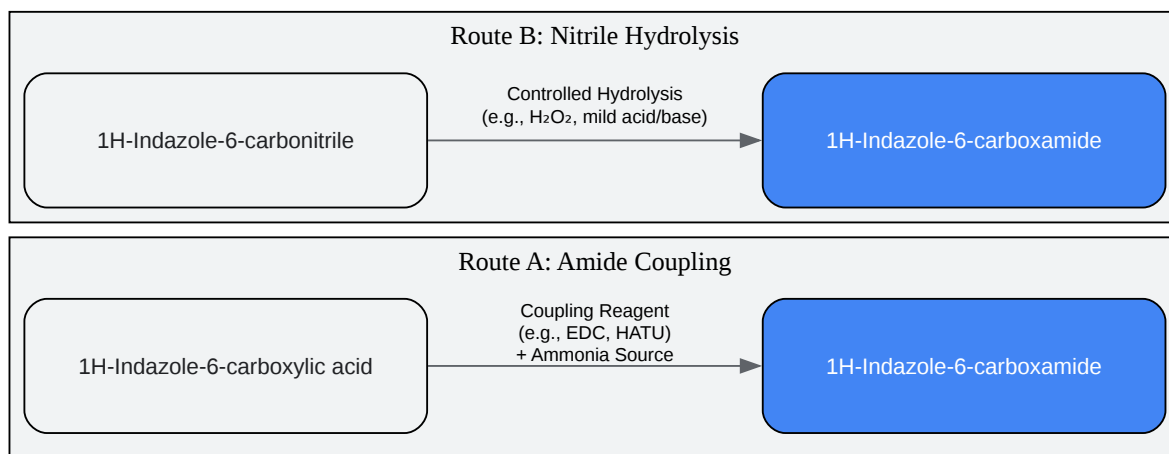 Route B: Nitrile Hydrolysis
1H-Indazole-6-carbonitrile
Controlled Hydrolysis
(e.g., H₂O₂, mild acid/base)
1H-Indazole-6-carboxamide
Route A: Amide Coupling
1H-Indazole-6-carboxylic acid
Coupling Reagent
(e.g., EDC, HATU)
+ Ammonia Source
1H-Indazole-6-carboxamide